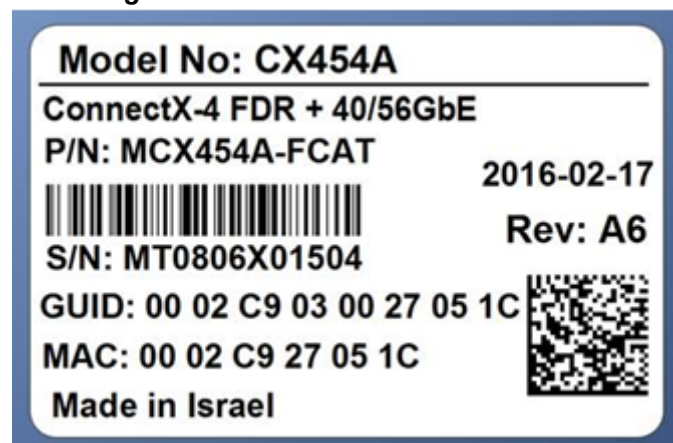 Model No: CX454A
ConnectX-4 FDR + 40/56GbE
P/N: MCX454A-FCAT
2016-02-17
Rev: A6
S/N: MT0806X01504
GUID: 00 02 C9 03 00 27 05 1C
MAC: 00 02 C9 27 05 1C
Made in Israel